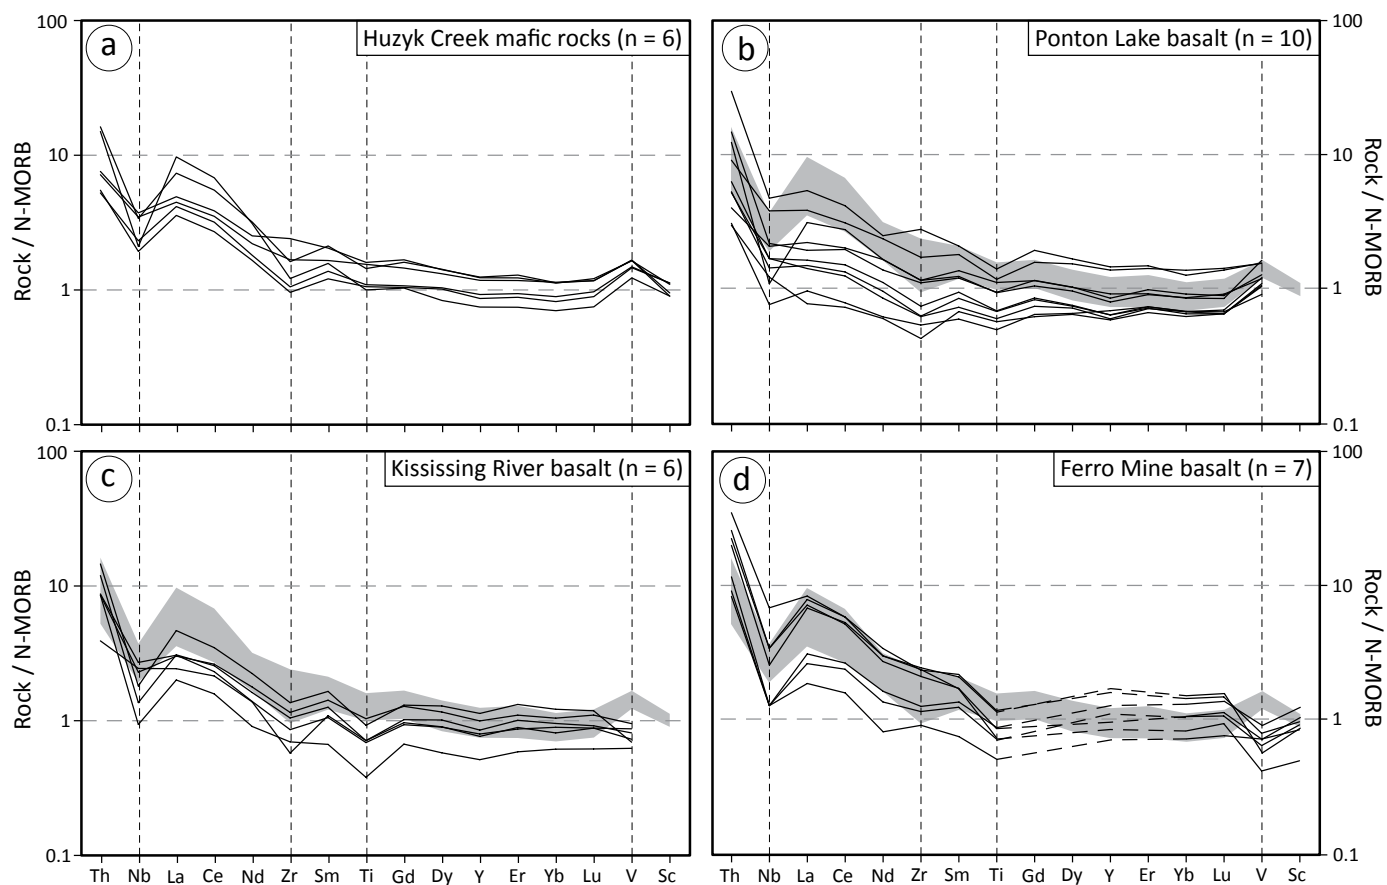 a
Huzyk Creek mafic rocks (n = 6)
100
10
1
0.1
Rock / N-MORB
b
Ponton Lake basalt (n = 10)
100
10
1
0.1
Rock / N-MORB
c
Kississing River basalt (n = 6)
100
10
1
0.1
Rock / N-MORB
Th Nb La Ce Nd Zr Sm Ti Gd Dy Y Er Yb Lu V Sc
d
Ferro Mine basalt (n = 7)
100
10
1
0.1
Rock / N-MORB
Th Nb La Ce Nd Zr Sm Ti Gd Dy Y Er Yb Lu V Sc